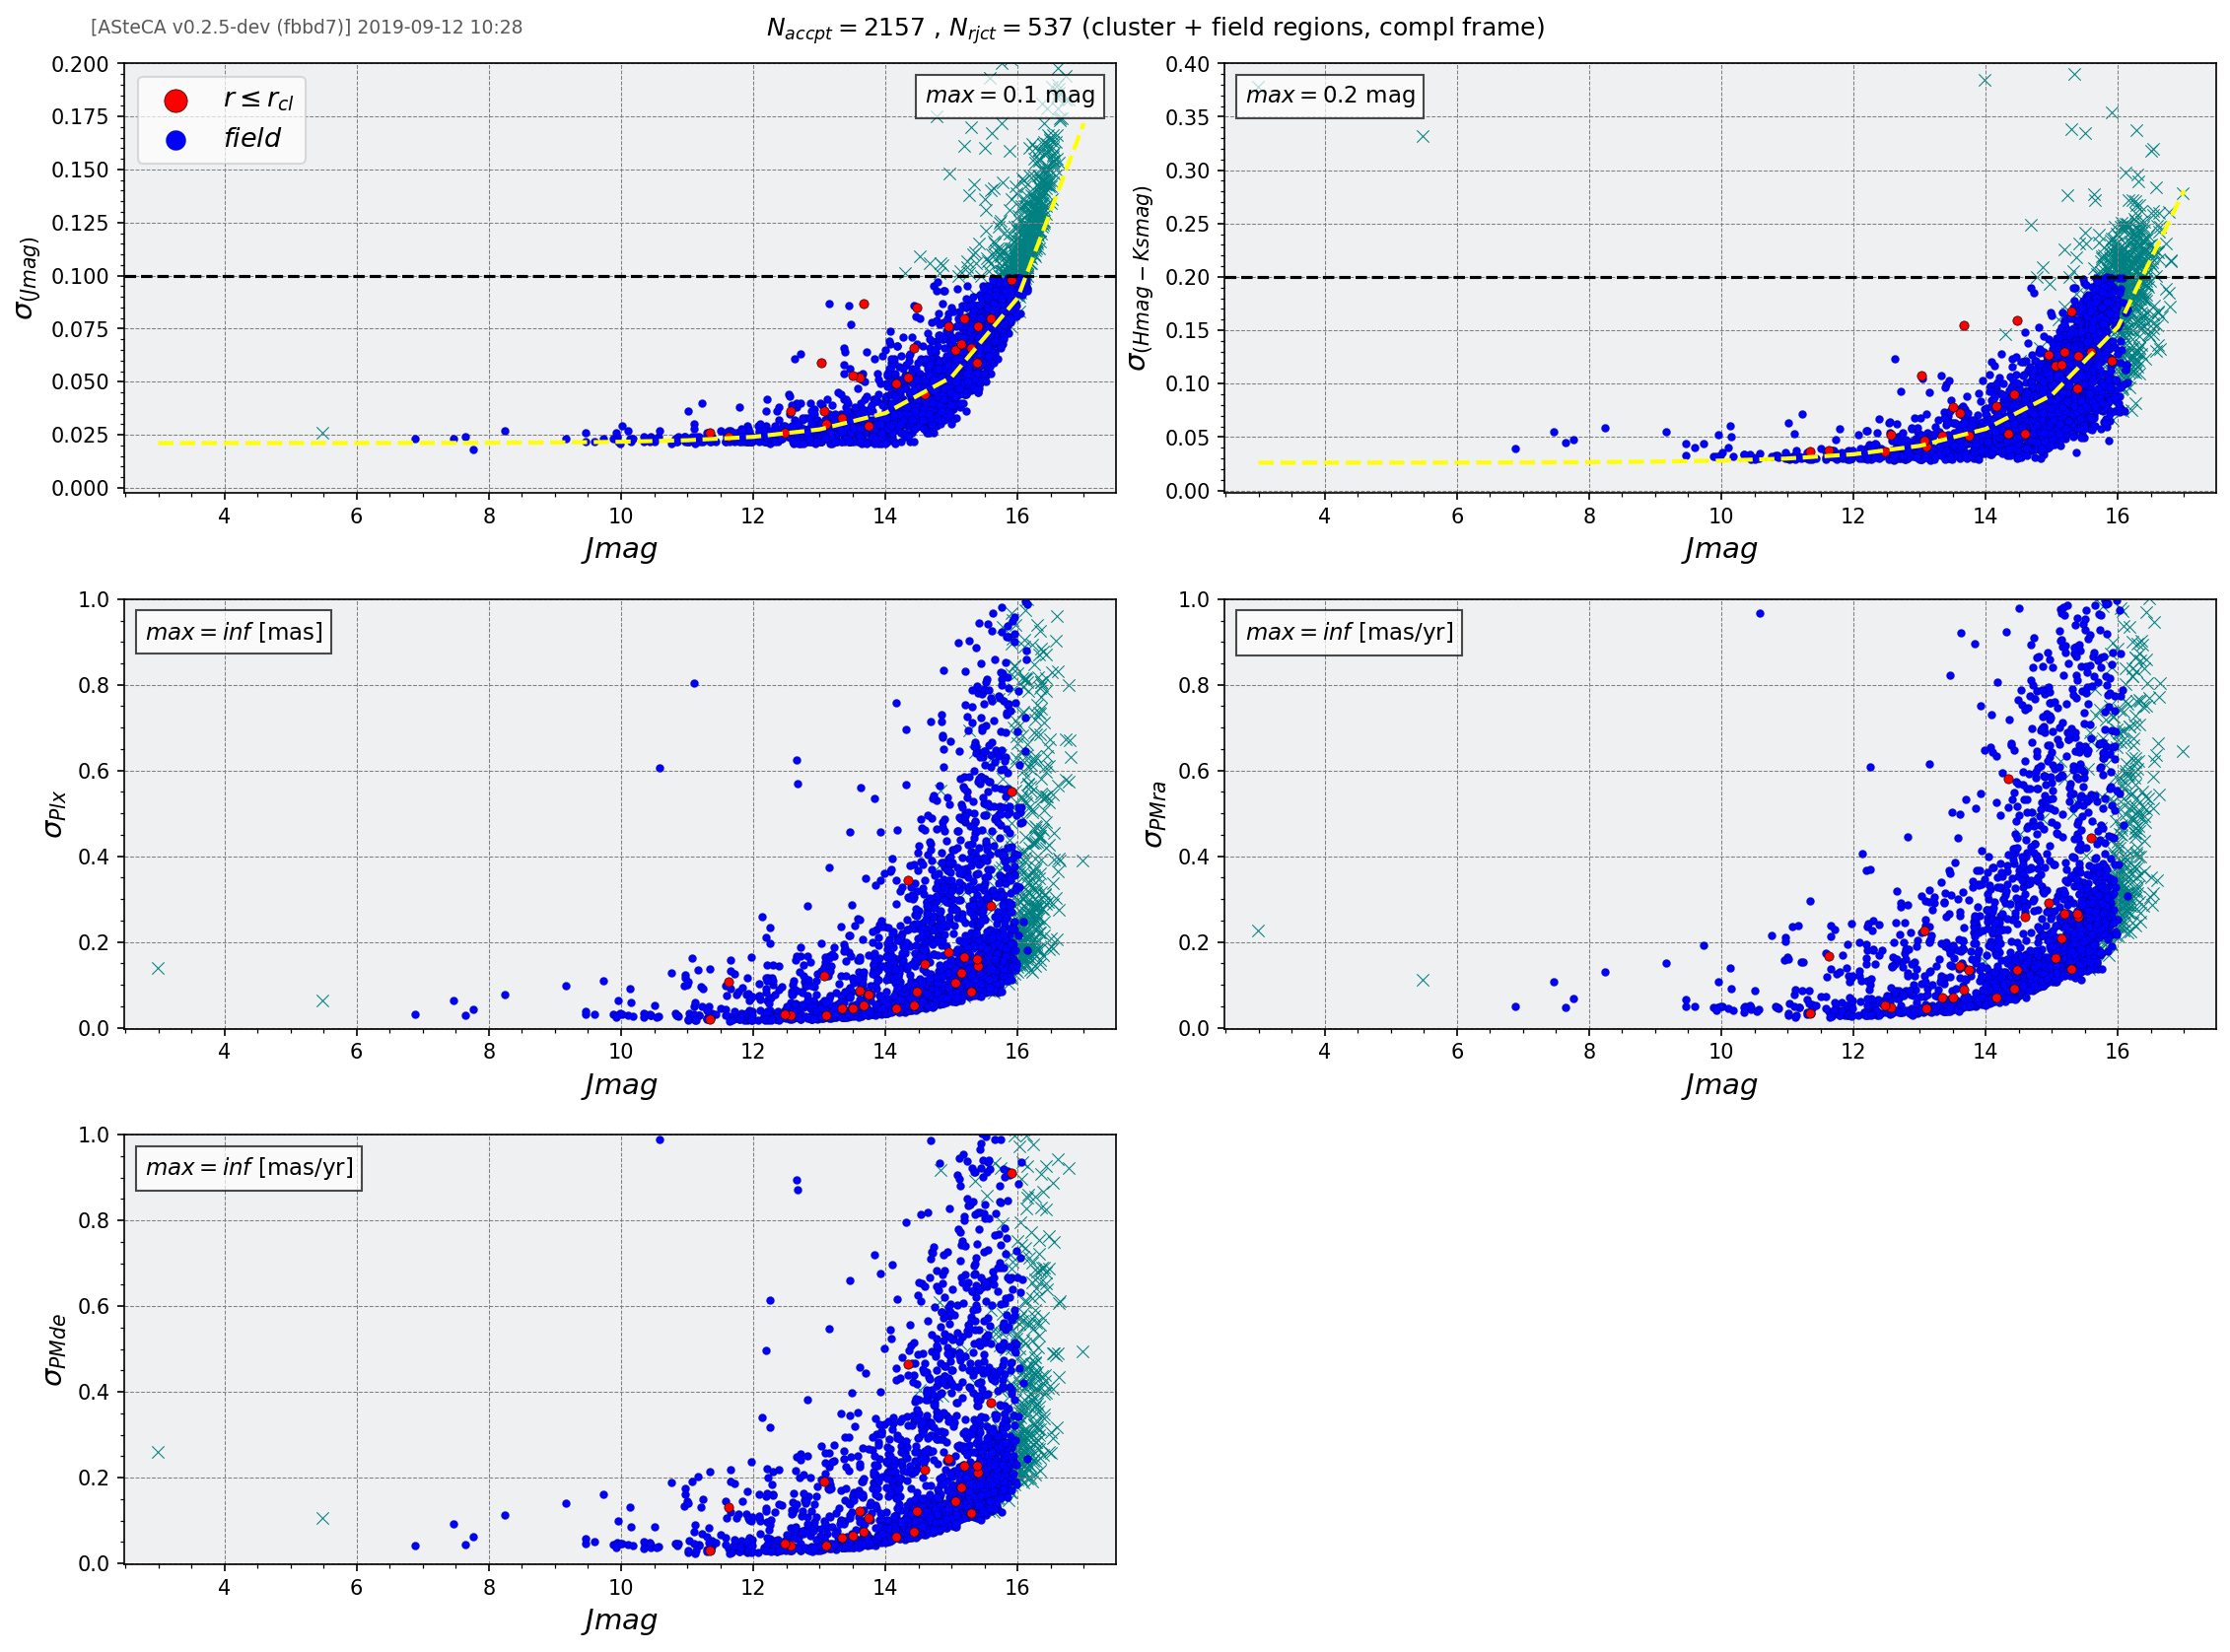 [ASteCA v0.2.5-dev (fbbd7)] 2019-09-12 10:28
N_accpt = 2157 , N_rjct = 537 (cluster + field regions, compl frame)
r ≤ r_cl
field
max = 0.1 mag
0.200
0.175
0.150
0.125
0.100
0.075
0.050
0.025
0.000
σ(Jmag)
4 6 8 10 12 14 16
Jmag
max = 0.2 mag
0.40
0.35
0.30
0.25
0.20
0.15
0.10
0.05
0.00
σ(Hmag − Ksmag)
4 6 8 10 12 14 16
Jmag
max = inf [mas]
1.0
0.8
0.6
0.4
0.2
0.0
σPlx
4 6 8 10 12 14 16
Jmag
max = inf [mas/yr]
1.0
0.8
0.6
0.4
0.2
0.0
σPMra
4 6 8 10 12 14 16
Jmag
max = inf [mas/yr]
1.0
0.8
0.6
0.4
0.2
0.0
σPMde
4 6 8 10 12 14 16
Jmag